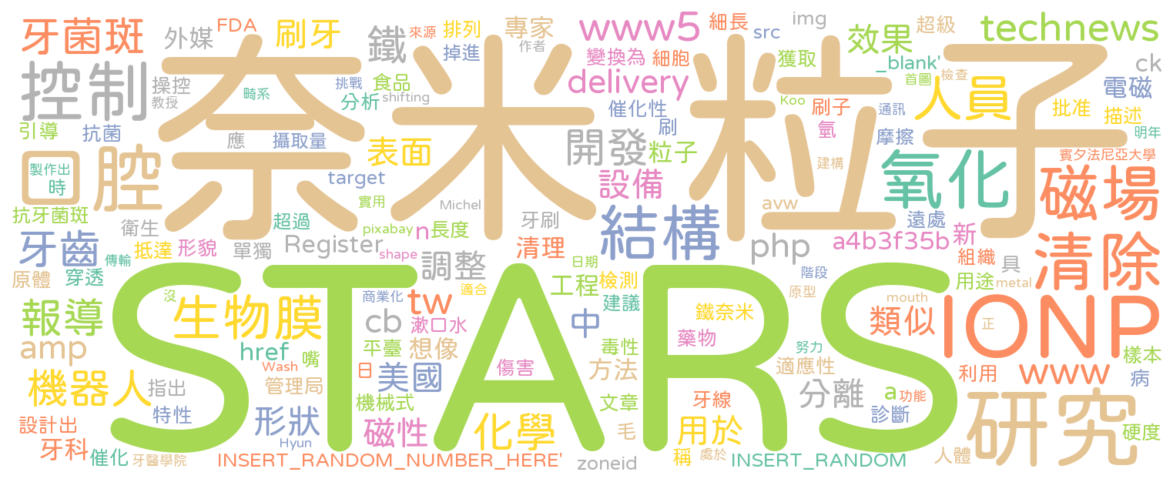 牙菌斑
外媒
FDA
刷牙
鐵
來源
排列
掉進
專家
作者
www5
變換為
細長
細胞
src
img
獲取
效果
超級
_blank'
首圖
檢查
technews
ck
電磁
控制
操控
教授
奈米粒子
挑戰
食品
分析
shifting
delivery
催化性
Koo
刷子
通訊
人員
批准
描述
明年
引導
抗菌
畸系
應
攝取量
表面
開發
粒子
刷
氫
摩擦
賓夕法尼亞大學
口腔
製作出
時
target
實用
設備
建構
氧化
磁場
抗牙菌斑
衛生
超過
pixabay
Michel
n
長度
牙刷
結構
avw
遠處
a4b3f35b
新
牙齒
抵達
形貌
單獨
Register
shape
清理
php
組織
具
清除
原體
穿透
傳輸
沒
調整
日期
工程
檢測
階段
用途
metal
STARS
報導
生物膜
商業化
適合
tw
建議
原型
mouth
類似
IONP
cb
漱口水
中
鐵奈米
正
樣本
amp
href
嘴
平臺
想像
毒性
藥物
努力
適應性
www
病
機器人
指出
Wash
管理局
日
美國
傷害
方法
分離
利用
a
功能
診斷
研究
設計出
特性
形狀
機械式
磁性
化學
文章
牙線
用於
硬度
牙科
催化
牙醫學院
Hyun
毛
稱
處於
人體
INSERT_RANDOM_NUMBER_HERE'
zoneid
INSERT_RANDOM